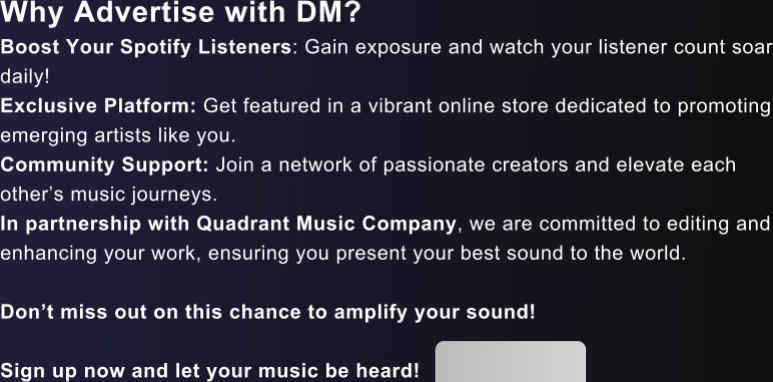 Why Advertise with DM?
Boost Your Spotify Listeners: Gain exposure and watch your listener count soar
daily!
Exclusive Platform: Get featured in a vibrant online store dedicated to promoting
emerging artists like you.
Community Support: Join a network of passionate creators and elevate each
other’s music journeys.
In partnership with Quadrant Music Company, we are committed to editing and
enhancing your work, ensuring you present your best sound to the world.
Don’t miss out on this chance to amplify your sound!
Sign up now and let your music be heard!